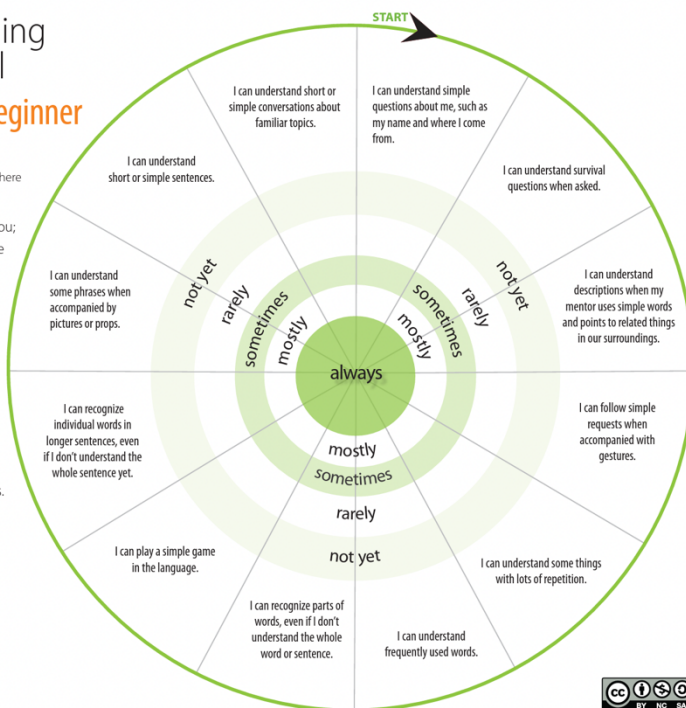 ing
l
eginner
here
ou;
e
s.
START
I can understand simple
questions about me, such as
my name and where I come
from.
I can understand survival
questions when asked.
I can understand
descriptions when my
mentor uses simple words
and points to related things
in our surroundings.
I can follow simple
requests when
accompanied with
gestures.
I can understand some things
with lots of repetition.
I can understand
frequently used words.
I can recognize parts of
words, even if I don't
understand the whole
word or sentence.
I can play a simple game
in the language.
I can recognize
individual words in
longer sentences, even
if I don't understand the
whole sentence yet.
I can understand
some phrases when
accompanied by
pictures or props.
I can understand
short or simple sentences.
I can understand short or
simple conversations about
familiar topics.
not yet
rarely
sometimes
mostly
mostly
sometimes
rarely
not yet
always
mostly
sometimes
rarely
not yet
cc
BY NC SA